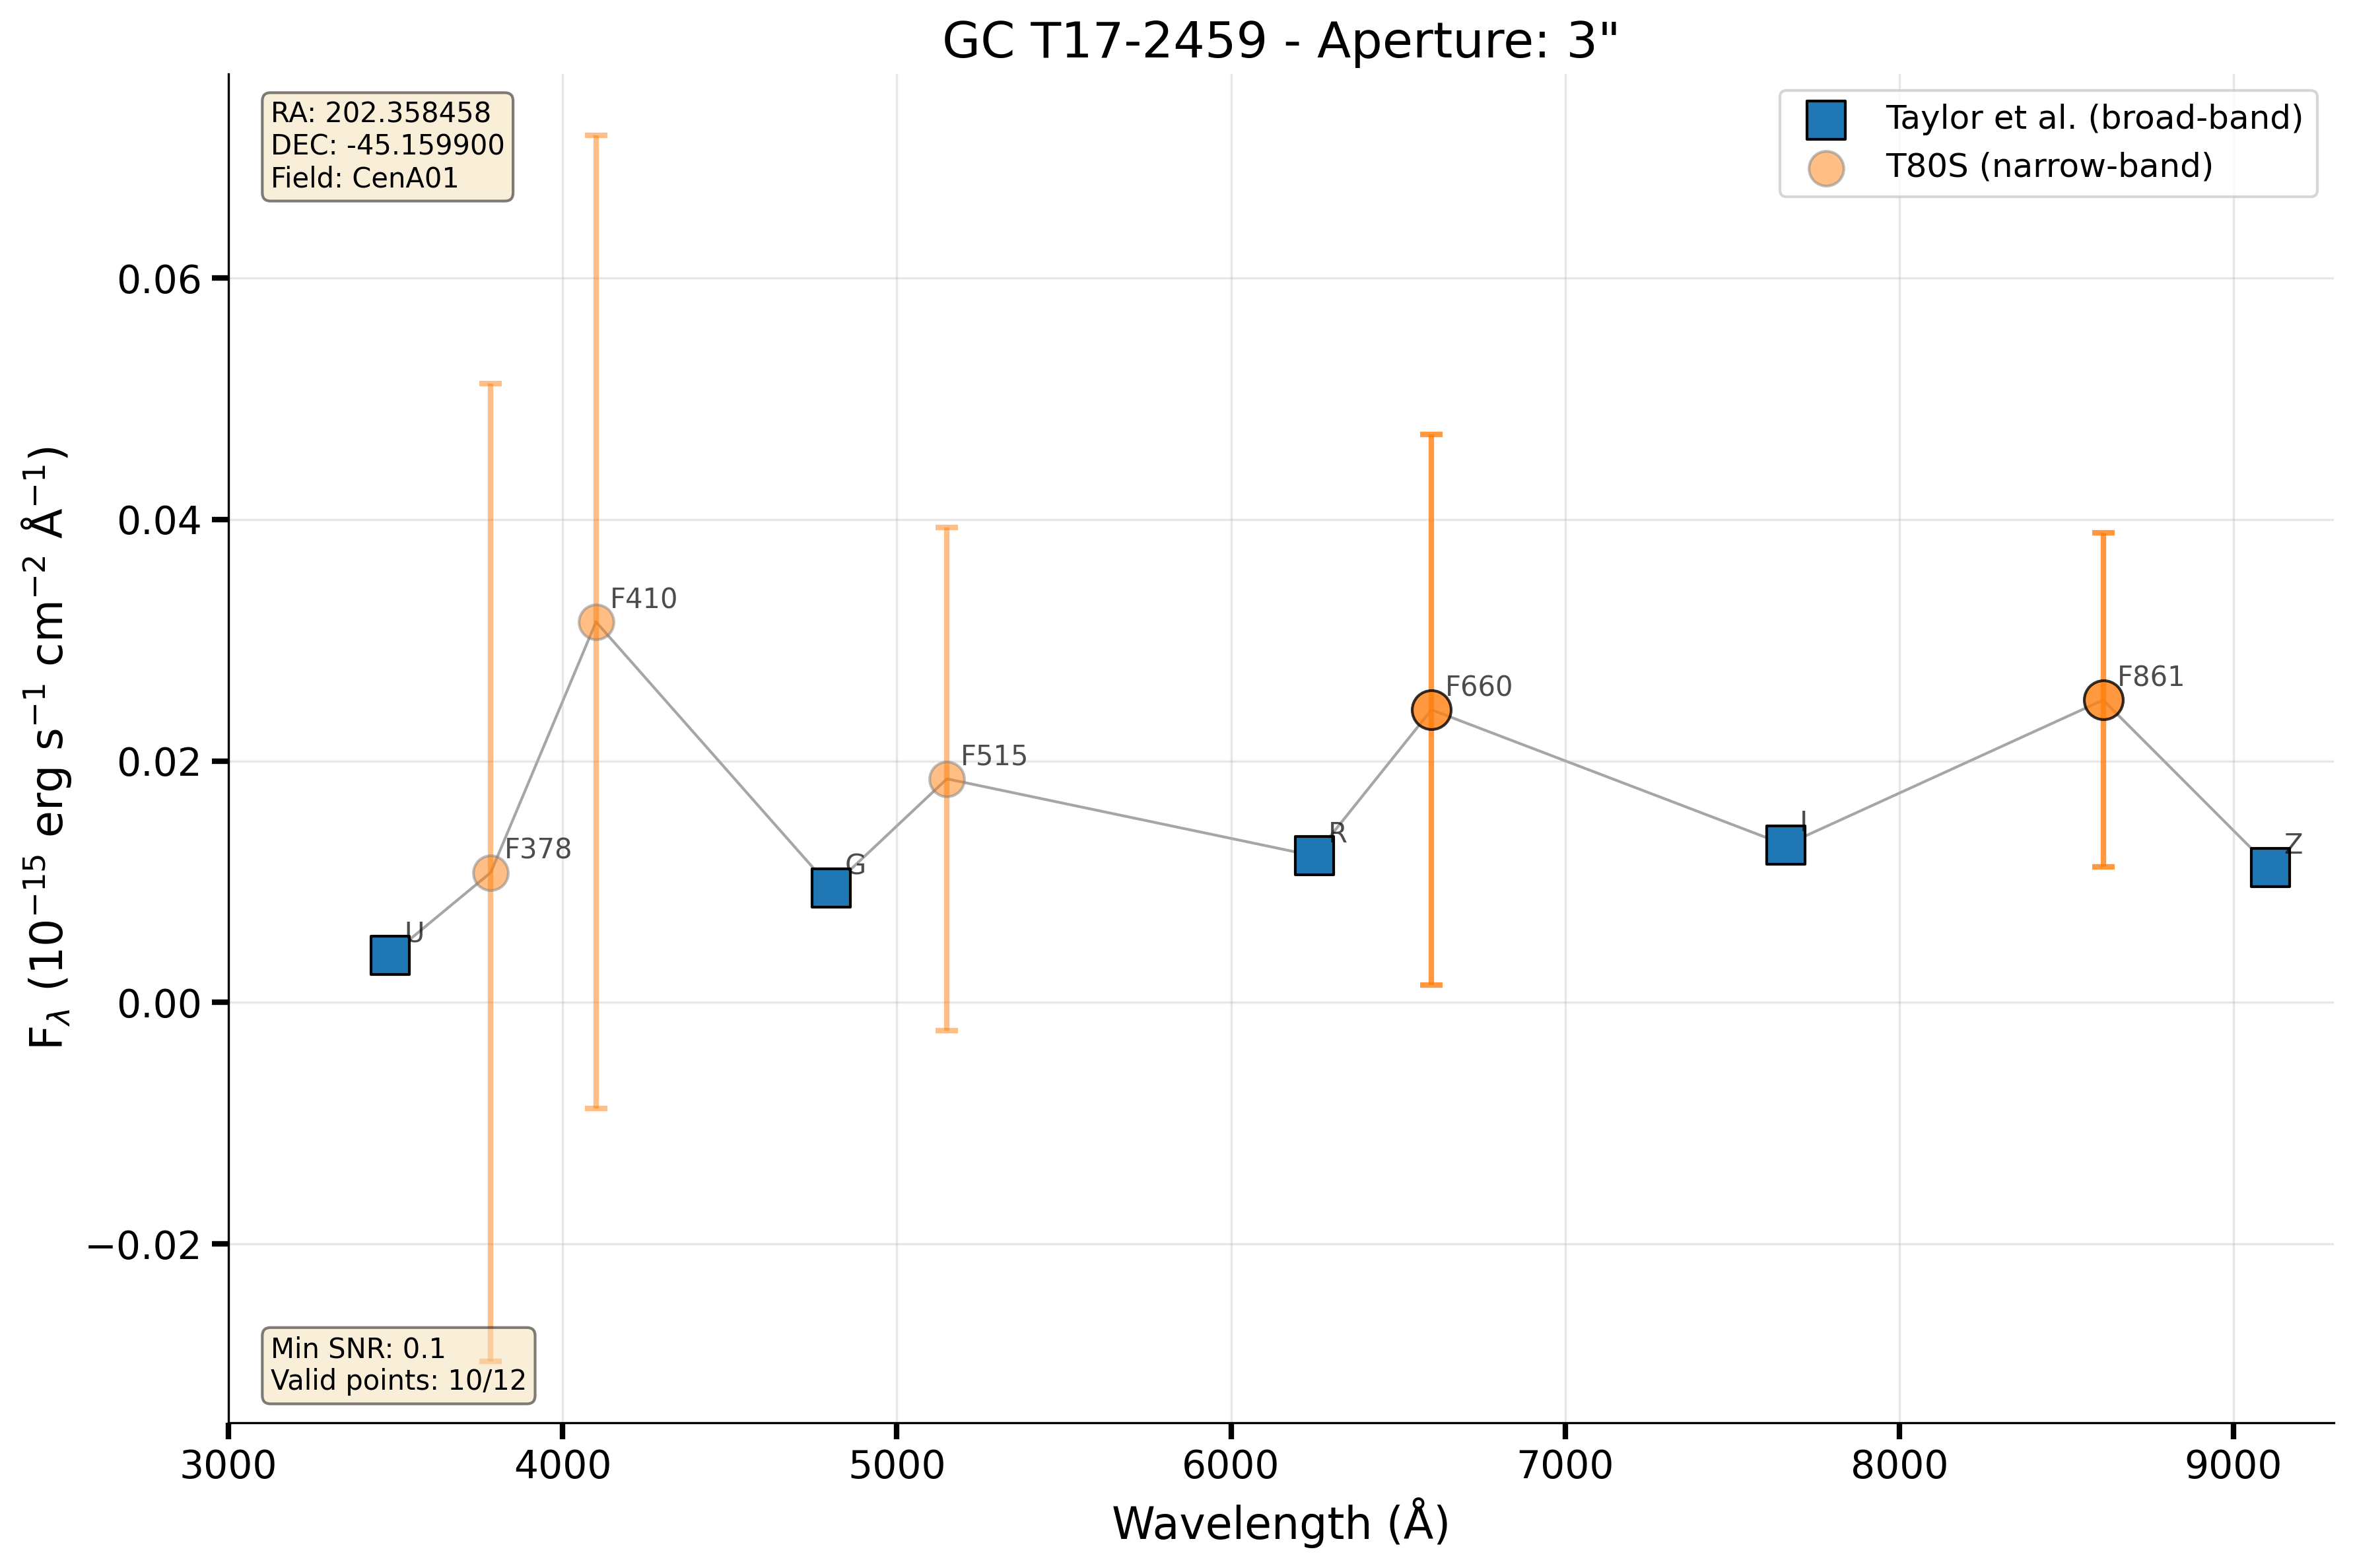 GC T17-2459 - Aperture: 3"
RA: 202.358458
DEC: -45.159900
Field: CenA01
Taylor et al. (broad-band)
T80S (narrow-band)
F_λ (10⁻¹⁵ erg s⁻¹ cm⁻² Å⁻¹)
0.06
0.04
0.02
0.00
−0.02
U
F378
F410
G
F515
R
F660
I
F861
Z
Min SNR: 0.1
Valid points: 10/12
3000 4000 5000 6000 7000 8000 9000
Wavelength (Å)